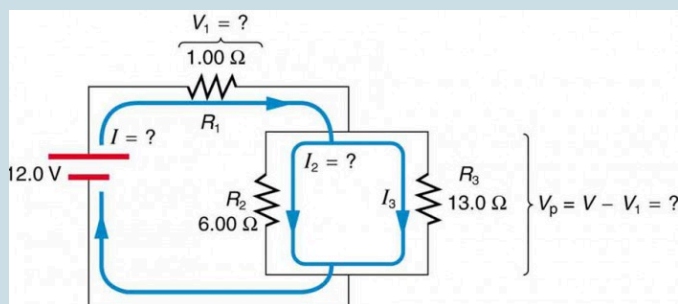 V₁ = ?
1.00 Ω
R₁
I = ?
12.0 V
I₂ = ?
R₂
6.00 Ω
I₃
R₃
13.0 Ω
Vₚ = V − V₁ = ?